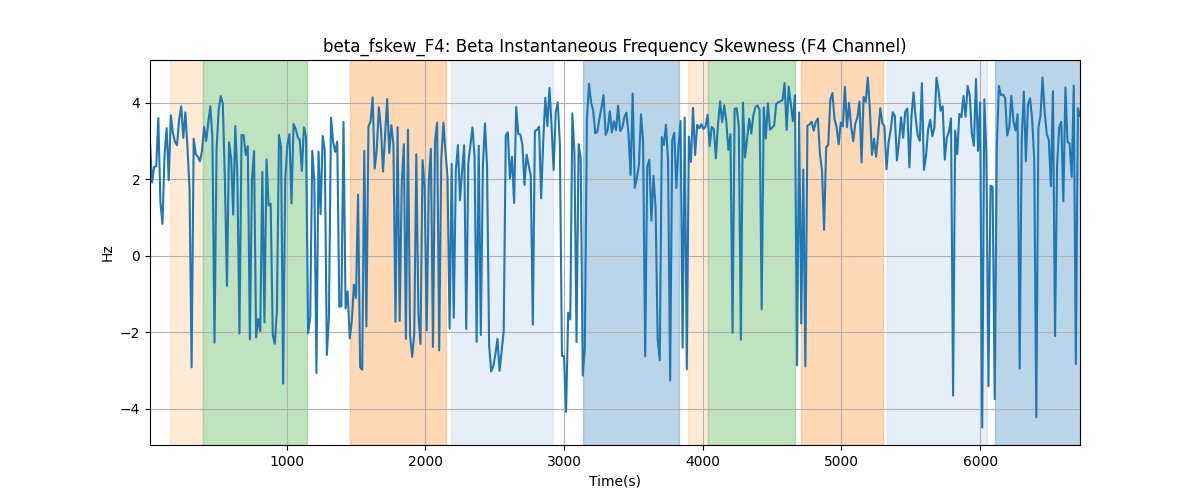 beta_fskew_F4: Beta Instantaneous Frequency Skewness (F4 Channel)
4
2
0
−2
−4
Hz
1000 2000 3000 4000 5000 6000
Time(s)